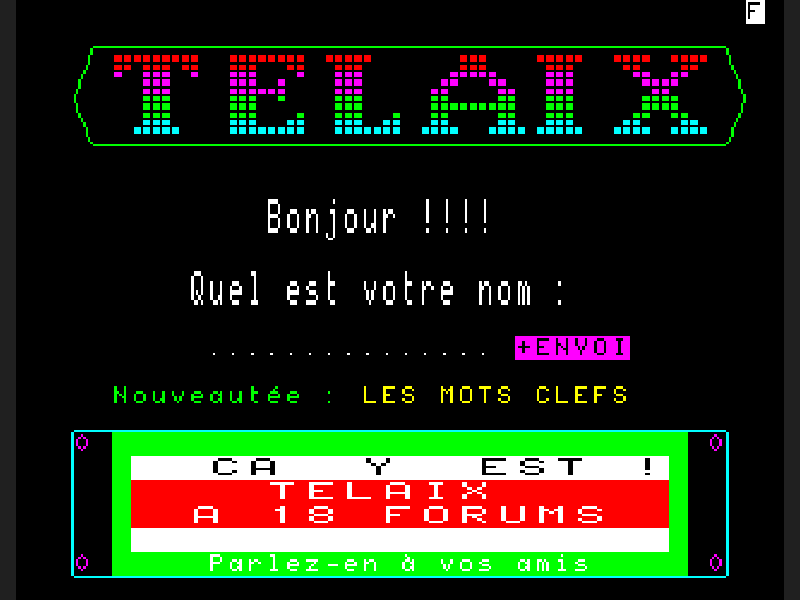 F
TELAIX
Bonjour !!!!
Quel est votre nom :
............... +ENVOI
Nouveautée : LES MOTS CLEFS
CA Y EST !
TELAIX
A 18 FORUMS
Parlez-en à vos amis